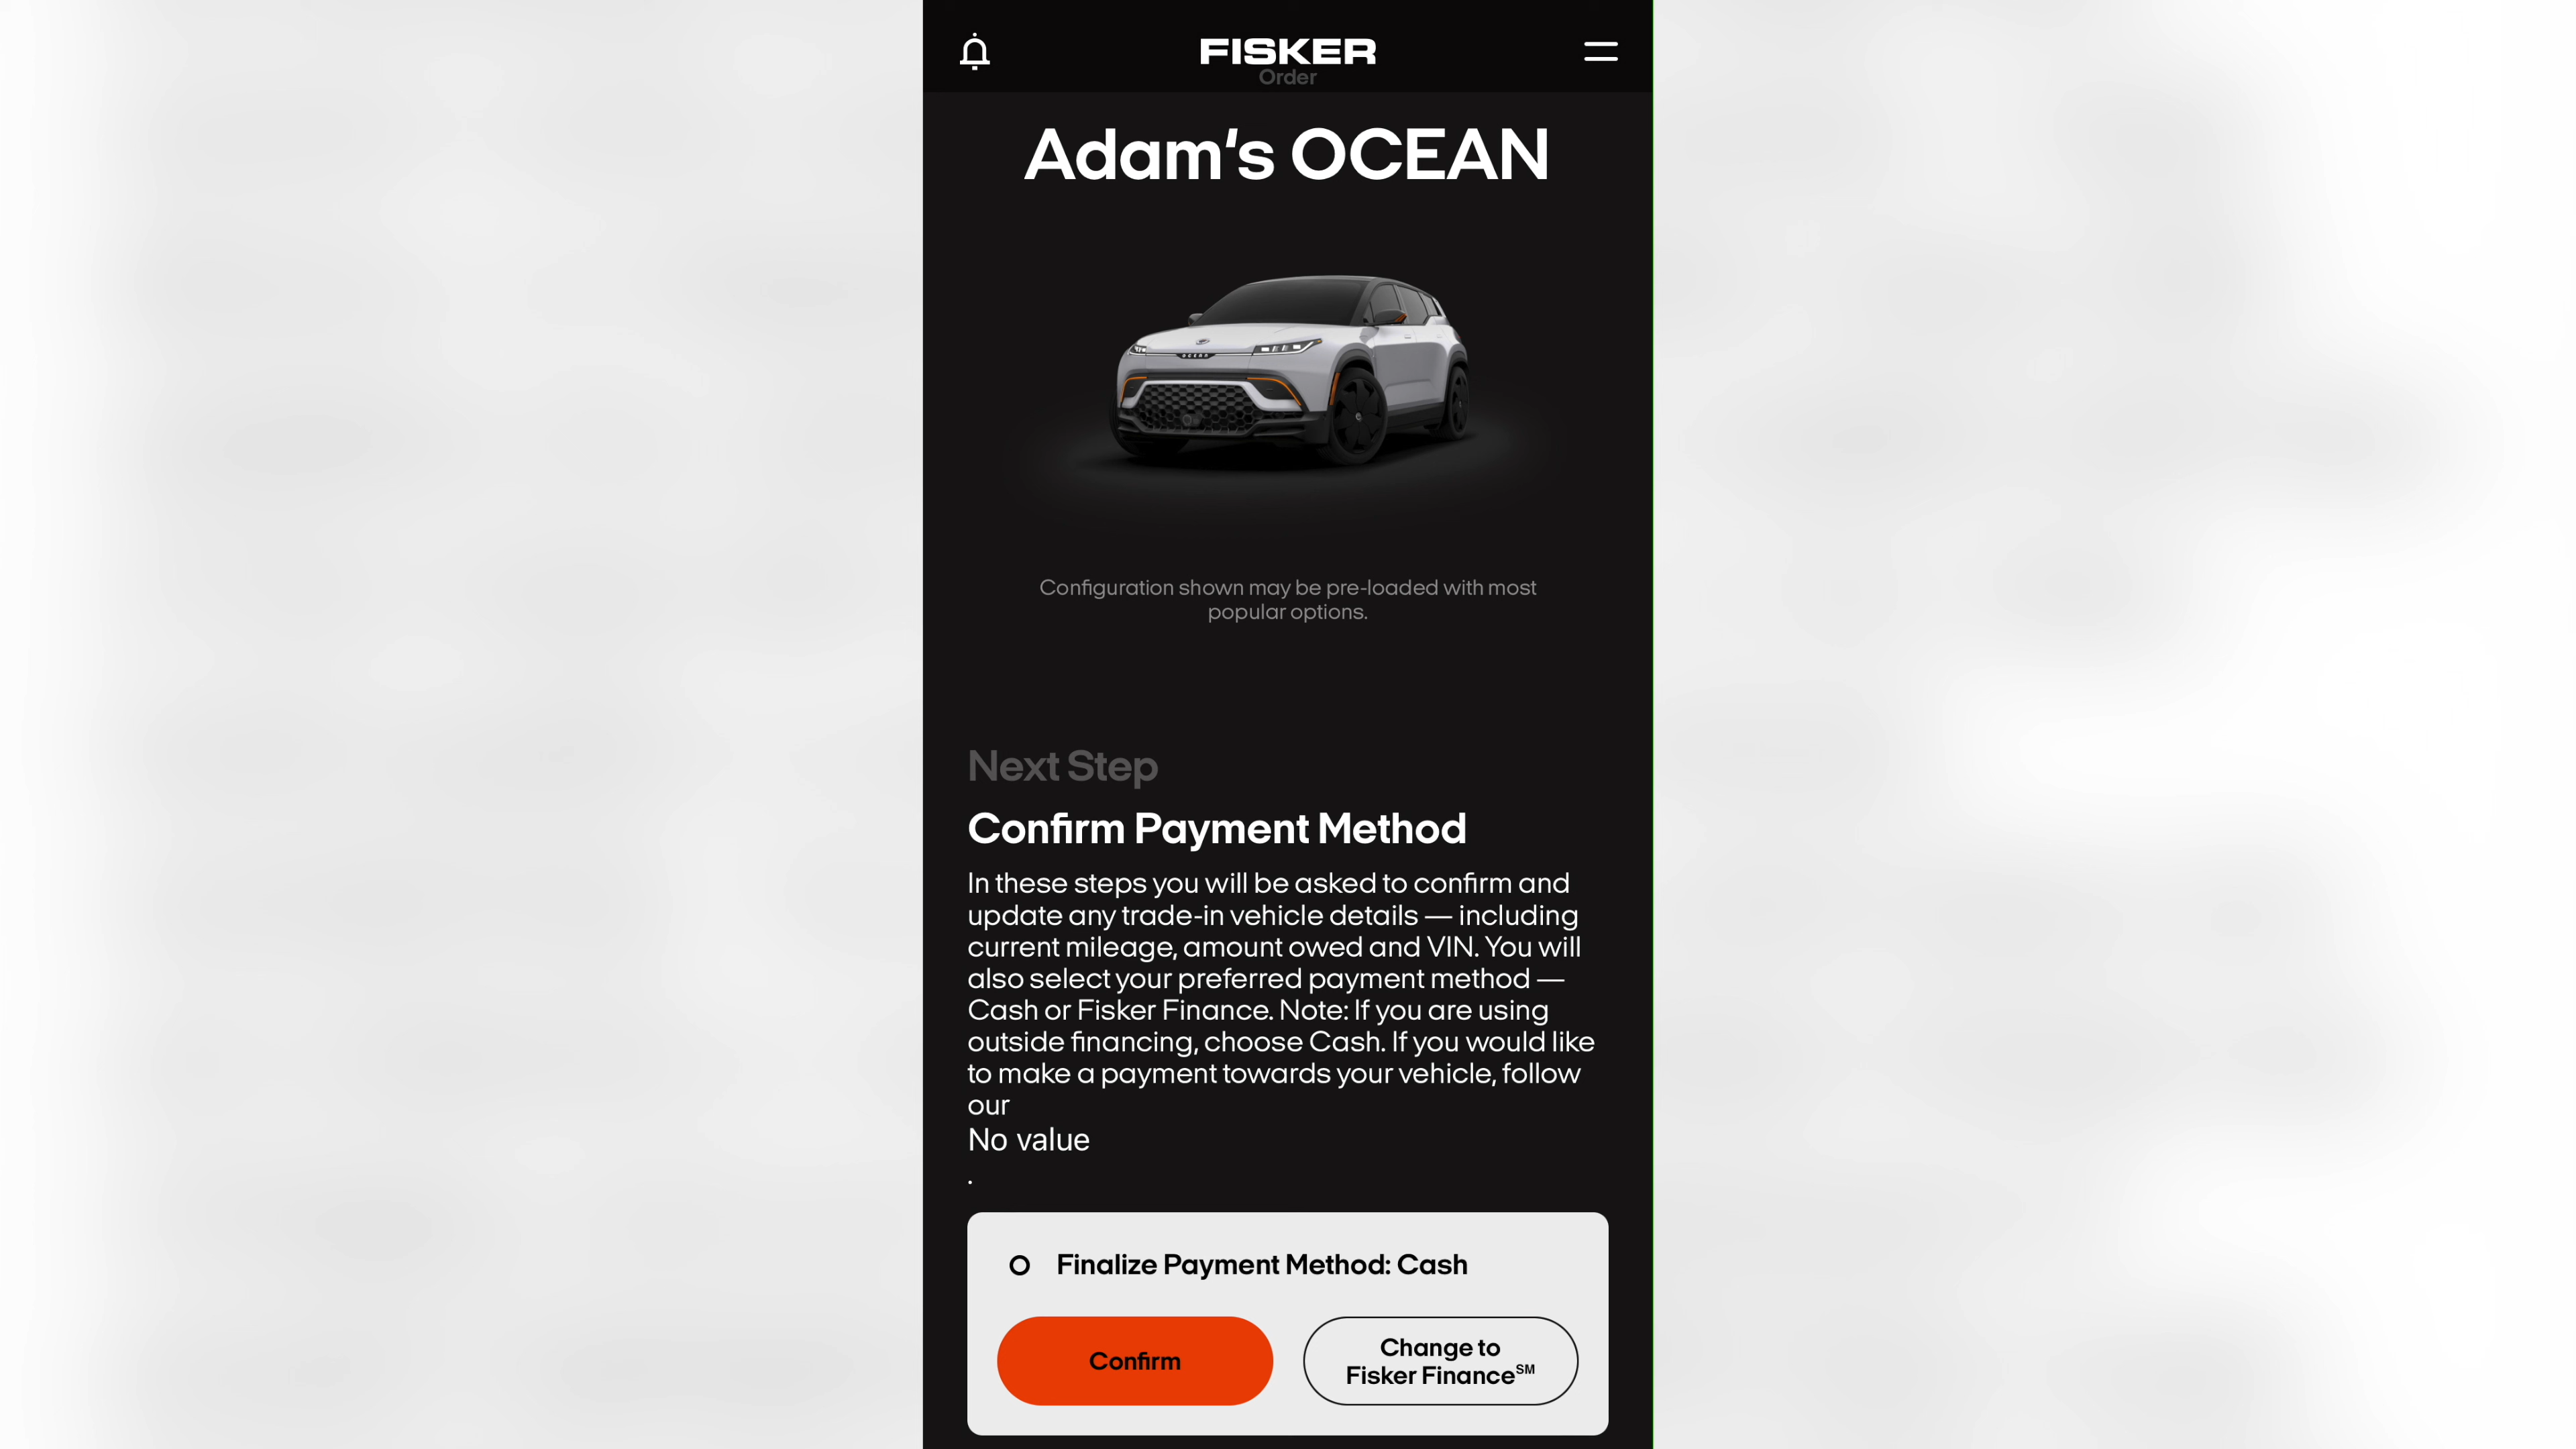 FISKER
Order
Adam‘s OCEAN
OCEAN
Configuration shown may be pre-loaded with most
popular options.
Next Step
Confirm Payment Method
In these steps you will be asked to confirm and
update any trade-in vehicle details — including
current mileage, amount owed and VIN. You will
also select your preferred payment method —
Cash or Fisker Finance. Note: If you are using
outside financing, choose Cash. If you would like
to make a payment towards your vehicle, follow
our
No value
.
Finalize Payment Method: Cash
Confirm
Change to
Fisker Finance℠